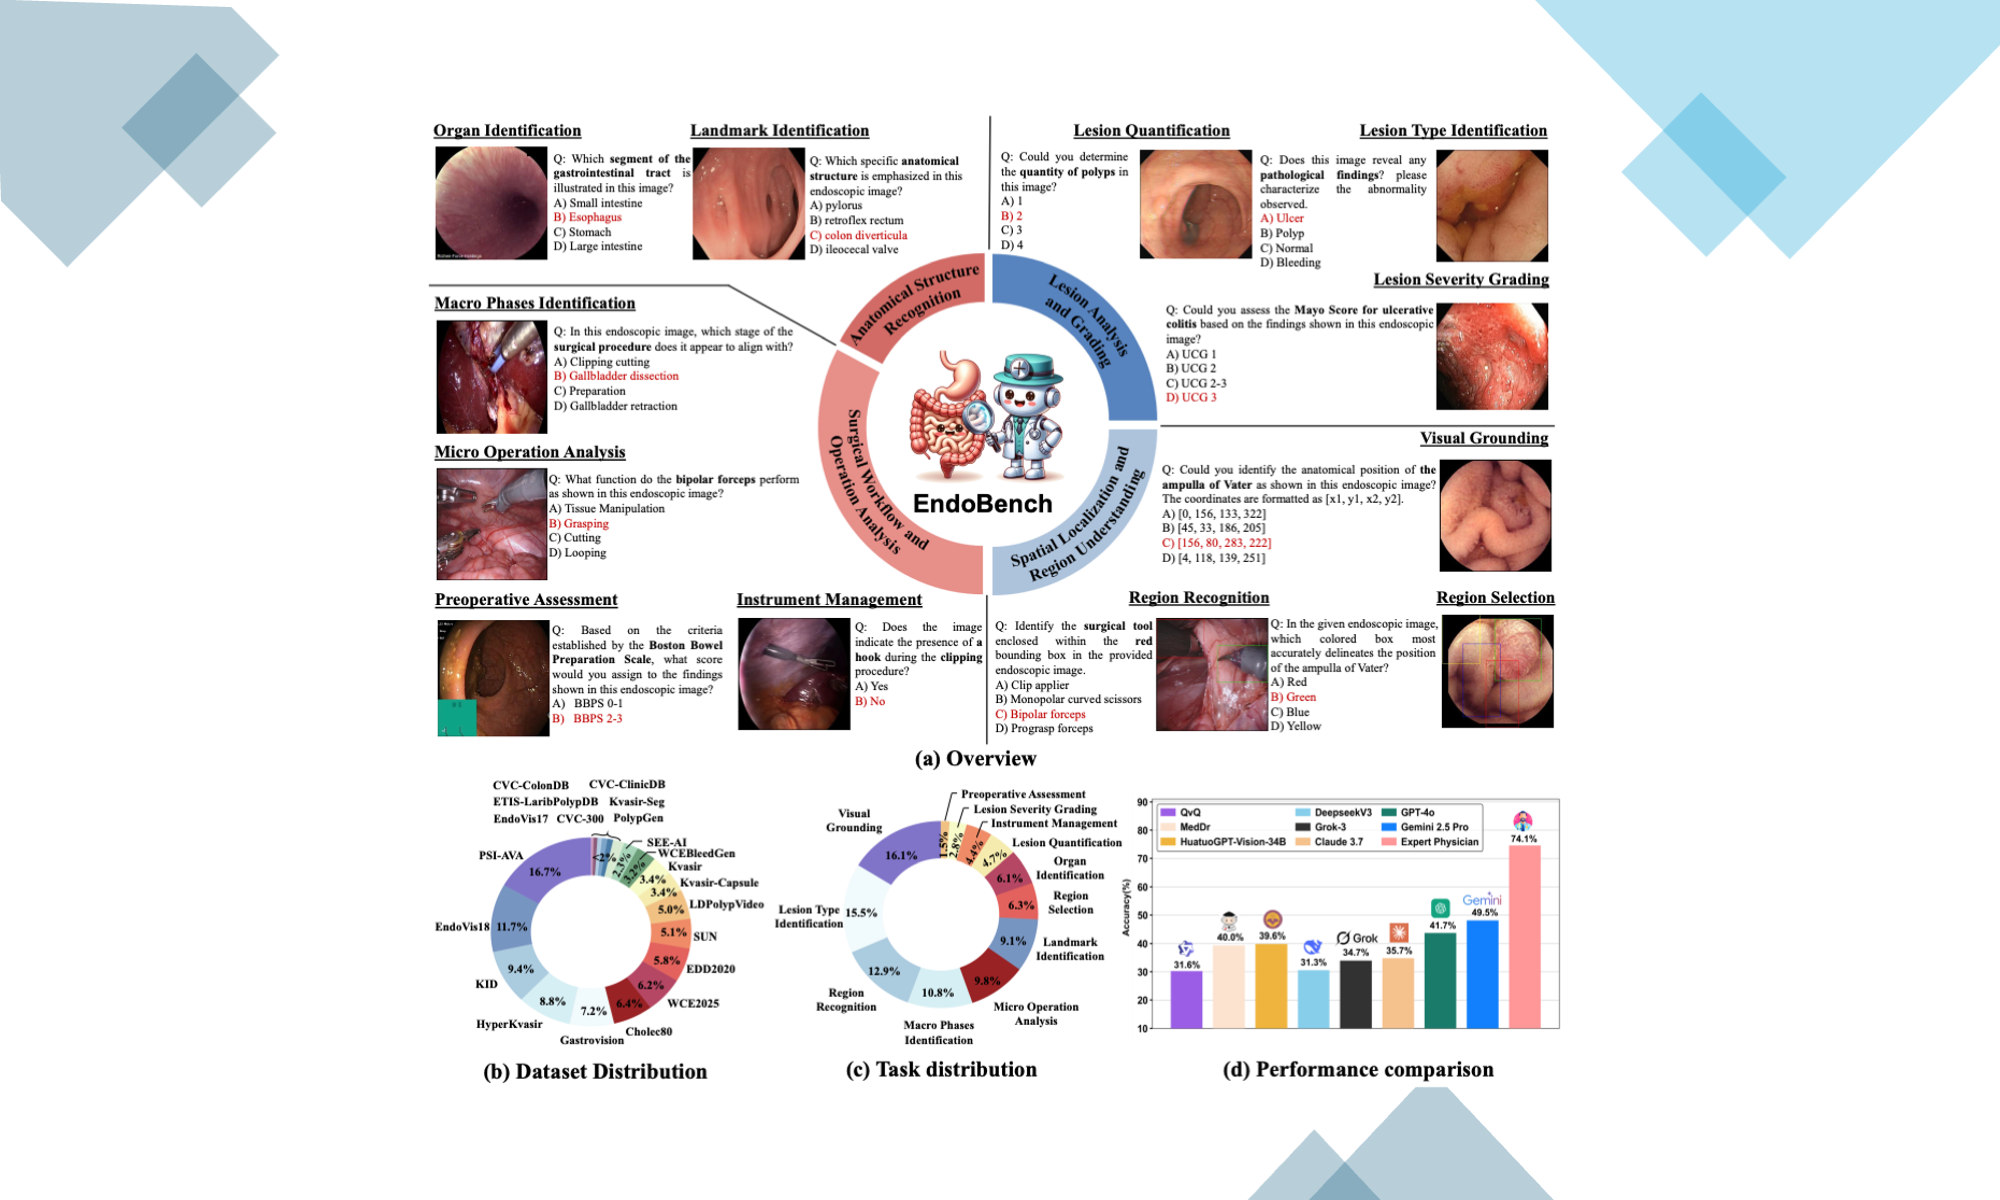 Organ Identification
Q: Which segment of the
gastrointestinal tract is
illustrated in this image?
A) Small intestine
B) Esophagus
C) Stomach
D) Large intestine
Landmark Identification
Q: Which specific anatomical
structure is emphasized in this
endoscopic image?
A) pylorus
B) retroflex rectum
C) colon diverticula
D) ileocecal valve
Lesion Quantification
Q: Could you determine
the quantity of polyps in
this image?
A) 1
B) 2
C) 3
D) 4
Lesion Type Identification
Q: Does this image reveal any
pathological findings? please
characterize the abnormality
observed.
A) Ulcer
B) Polyp
C) Normal
D) Bleeding
Lesion Severity Grading
Q: Could you assess the Mayo Score for ulcerative
colitis based on the findings shown in this endoscopic
image?
A) UCG 1
B) UCG 2
C) UCG 2-3
D) UCG 3
Macro Phases Identification
Q: In this endoscopic image, which stage of the
surgical procedure does it appear to align with?
A) Clipping cutting
B) Gallbladder dissection
C) Preparation
D) Gallbladder retraction
Micro Operation Analysis
Q: What function do the bipolar forceps perform
as shown in this endoscopic image?
A) Tissue Manipulation
B) Grasping
C) Cutting
D) Looping
Anatomical Structure
Recognition
Lesion Analysis
and Grading
Surgical Workflow and
Operation Analysis
Spatial Localization and
Region Understanding
EndoBench
Visual Grounding
Q: Could you identify the anatomical position of the
ampulla of Vater as shown in this endoscopic image?
The coordinates are formatted as [x1, y1, x2, y2].
A) [0, 156, 133, 322]
B) [45, 33, 186, 205]
C) [156, 80, 283, 222]
D) [4, 118, 139, 251]
Preoperative Assessment
Q: Based on the criteria
established by the Boston Bowel
Preparation Scale, what score
would you assign to the findings
shown in this endoscopic image?
A) BBPS 0-1
B) BBPS 2-3
Instrument Management
Q: Does the image
indicate the presence of a
hook during the clipping
procedure?
A) Yes
B) No
Region Recognition
Q: Identify the surgical tool
enclosed within the red
bounding box in the provided
endoscopic image.
A) Clip applier
B) Monopolar curved scissors
C) Bipolar forceps
D) Prograsp forceps
Region Selection
Q: In the given endoscopic image,
which colored box most
accurately delineates the position
of the ampulla of Vater?
A) Red
B) Green
C) Blue
D) Yellow
(a) Overview
CVC-ColonDB CVC-ClinicDB
ETIS-LaribPolypDB Kvasir-Seg
EndoVis17 CVC-300 PolypGen
SEE-AI
WCEBleedGen
Kvasir
Kvasir-Capsule
LDPolypVideo
SUN
EDD2020
WCE2025
Cholec80
Gastrovision
HyperKvasir
KID
EndoVis18
PSI-AVA
<2%
2.3%
3.2%
3.4%
3.4%
5.0%
5.1%
5.8%
6.2%
6.4%
7.2%
8.8%
9.4%
11.7%
16.7%
(b) Dataset Distribution
Preoperative Assessment
Lesion Severity Grading
Instrument Management
Lesion Quantification
Organ
Identification
Region
Selection
Landmark
Identification
Micro Operation
Analysis
Macro Phases
Identification
Region
Recognition
Lesion Type
Identification
Visual
Grounding
1.5%
2.8%
4.4%
4.7%
6.1%
6.3%
9.1%
9.8%
10.8%
12.9%
15.5%
16.1%
(c) Task distribution
Accuracy(%)
90
80
70
60
50
40
30
20
10
QvQ
MedDr
HuatuoGPT-Vision-34B
DeepseekV3
Grok-3
Claude 3.7
GPT-4o
Gemini 2.5 Pro
Expert Physician
31.6%
40.0%
39.6%
31.3%
Grok
34.7%
35.7%
41.7%
Gemini
49.5%
74.1%
(d) Performance comparison